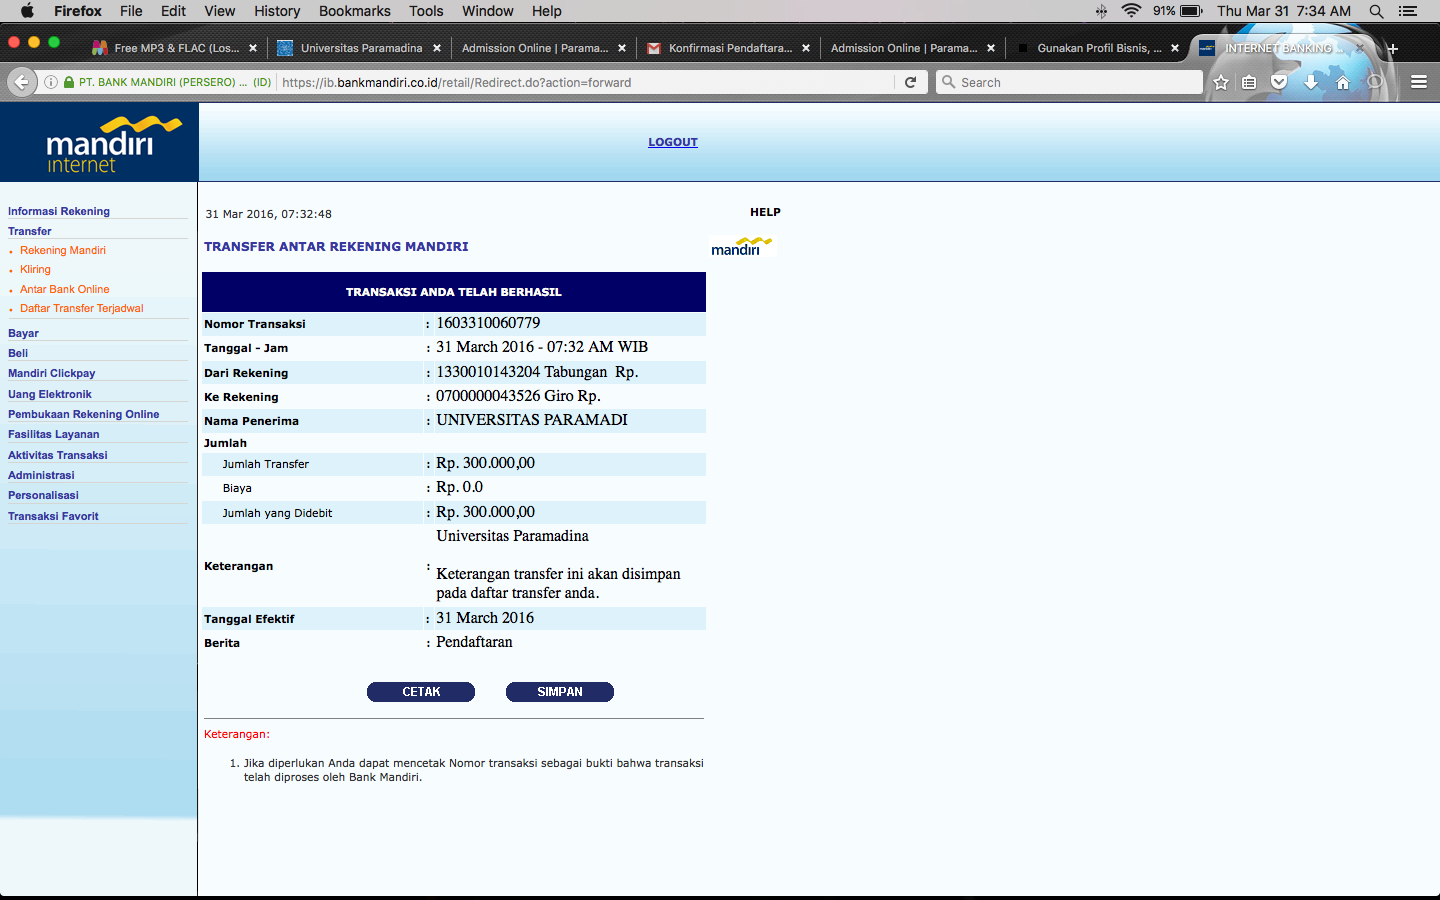 Firefox File Edit View History Bookmarks Tools Window Help 91% Thu Mar 31 7:34 AM
Free MP3 & FLAC (Los... Universitas Paramadina Admission Online | Parama... Konfirmasi Pendaftara... Admission Online | Parama... Gunakan Profil Bisnis, ... INTERNET BANKING
PT. BANK MANDIRI (PERSERO) ... (ID) https://ib.bankmandiri.co.id/retail/Redirect.do?action=forward Search
mandiri
internet
LOGOUT
Informasi Rekening
Transfer
• Rekening Mandiri
• Kliring
• Antar Bank Online
• Daftar Transfer Terjadwal
Bayar
Beli
Mandiri Clickpay
Uang Elektronik
Pembukaan Rekening Online
Fasilitas Layanan
Aktivitas Transaksi
Administrasi
Personalisasi
Transaksi Favorit
31 Mar 2016, 07:32:48
HELP
TRANSFER ANTAR REKENING MANDIRI
mandiri
TRANSAKSI ANDA TELAH BERHASIL
Nomor Transaksi : 1603310060779
Tanggal - Jam : 31 March 2016 - 07:32 AM WIB
Dari Rekening : 1330010143204 Tabungan Rp.
Ke Rekening : 0700000043526 Giro Rp.
Nama Penerima : UNIVERSITAS PARAMADI
Jumlah
Jumlah Transfer : Rp. 300.000,00
Biaya : Rp. 0.0
Jumlah yang Didebit : Rp. 300.000,00
Universitas Paramadina
Keterangan :
Keterangan transfer ini akan disimpan
pada daftar transfer anda.
Tanggal Efektif : 31 March 2016
Berita : Pendaftaran
CETAK SIMPAN
Keterangan:
1. Jika diperlukan Anda dapat mencetak Nomor transaksi sebagai bukti bahwa transaksi
telah diproses oleh Bank Mandiri.